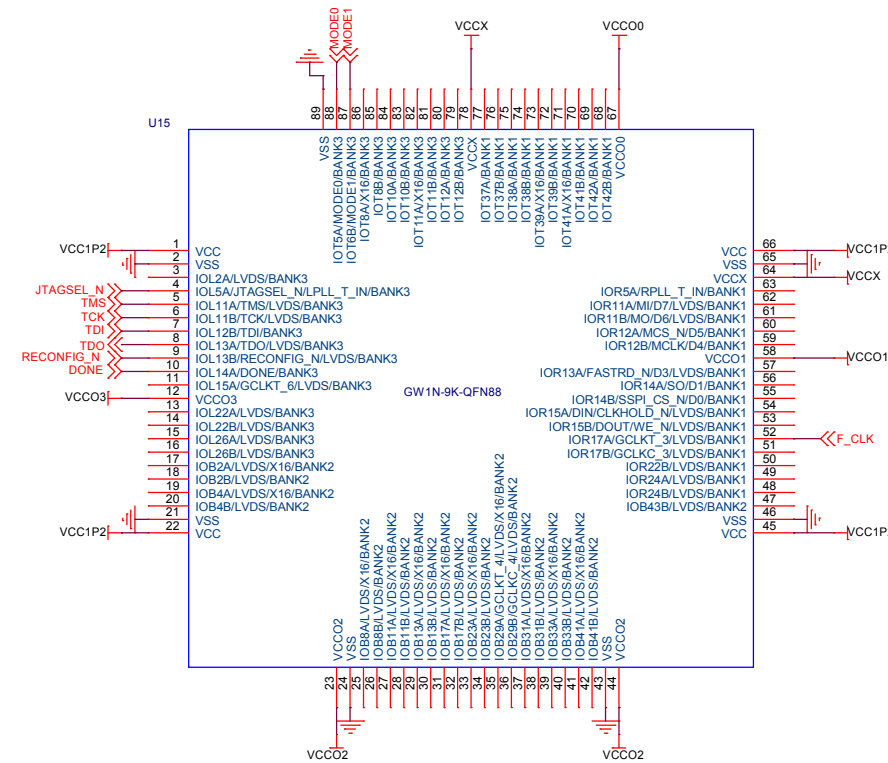 MODE0
MODE1
VCCX
VCCO0
89
88
87
86
85
84
83
82
81
80
79
78
77
76
75
74
73
72
71
70
69
68
67
U15
VSS
IOT5A/MODE0/BANK3
IOT6B/MODE1/BANK3
IOT8A/X16/BANK3
IOT8B/BANK3
IOT10A/BANK3
IOT10B/BANK3
IOT11A/X16/BANK3
IOT11B/BANK3
IOT12A/BANK3
IOT12B/BANK3
VCCX
IOT37A/BANK1
IOT37B/BANK1
IOT38A/BANK1
IOT38B/BANK1
IOT39A/X16/BANK1
IOT39B/BANK1
IOT41A/X16/BANK1
IOT41B/BANK1
IOT42A/BANK1
IOT42B/BANK1
VCCO0
VCC1P2 1 VCC
2 VSS
3 IOL2A/LVDS/BANK3
JTAGSEL_N 4 IOL5A/JTAGSEL_N/LPLL_T_IN/BANK3
TMS 5 IOL11A/TMS/LVDS/BANK3
TCK 6 IOL11B/TCK/LVDS/BANK3
TDI 7 IOL12B/TDI/BANK3
TDO 8 IOL13A/TDO/LVDS/BANK3
RECONFIG_N 9 IOL13B/RECONFIG_N/LVDS/BANK3
DONE 10 IOL14A/DONE/BANK3
11 IOL15A/GCLKT_6/LVDS/BANK3
VCCO3 12 VCCO3
13 IOL22A/LVDS/BANK3
14 IOL22B/LVDS/BANK3
15 IOL26A/LVDS/BANK3
16 IOL26B/LVDS/BANK3
17 IOB2A/LVDS/X16/BANK2
18 IOB2B/LVDS/BANK2
19 IOB4A/LVDS/X16/BANK2
20 IOB4B/LVDS/BANK2
21 VSS
VCC1P2 22 VCC
GW1N-9K-QFN88
VCC 66 VCC1P
VSS 65
VCCX 64 VCCX
IOR5A/RPLL_T_IN/BANK1 63
IOR11A/MI/D7/LVDS/BANK1 62
IOR11B/MO/D6/LVDS/BANK1 61
IOR12A/MCS_N/D5/BANK1 60
IOR12B/MCLK/D4/BANK1 59
VCCO1 58 VCCO1
IOR13A/FASTRD_N/D3/LVDS/BANK1 57
IOR14A/SO/D1/BANK1 56
IOR14B/SSPI_CS_N/D0/BANK1 55
IOR15A/DIN/CLKHOLD_N/LVDS/BANK1 54
IOR15B/DOUT/WE_N/LVDS/BANK1 53
IOR17A/GCLKT_3/LVDS/BANK1 52 F_CLK
IOR17B/GCLKC_3/LVDS/BANK1 51
IOR22B/LVDS/BANK1 50
IOR24A/LVDS/BANK1 49
IOR24B/LVDS/BANK1 48
IOB43B/LVDS/BANK2 47
VSS 46
VCC 45 VCC1P
VCCO2
VSS
IOB8A/LVDS/X16/BANK2
IOB8B/LVDS/BANK2
IOB11A/LVDS/X16/BANK2
IOB11B/LVDS/BANK2
IOB13A/LVDS/X16/BANK2
IOB13B/LVDS/BANK2
IOB17A/LVDS/X16/BANK2
IOB17B/LVDS/BANK2
IOB23A/LVDS/X16/BANK2
IOB23B/LVDS/BANK2
IOB29A/GCLKT_4/LVDS/X16/BANK2
IOB29B/GCLKC_4/LVDS/BANK2
IOB31A/LVDS/X16/BANK2
IOB31B/LVDS/BANK2
IOB33A/LVDS/X16/BANK2
IOB33B/LVDS/BANK2
IOB41A/LVDS/X16/BANK2
IOB41B/LVDS/BANK2
VSS
VCCO2
23
24
25
26
27
28
29
30
31
32
33
34
35
36
37
38
39
40
41
42
43
44
VCCO2
VCCO2